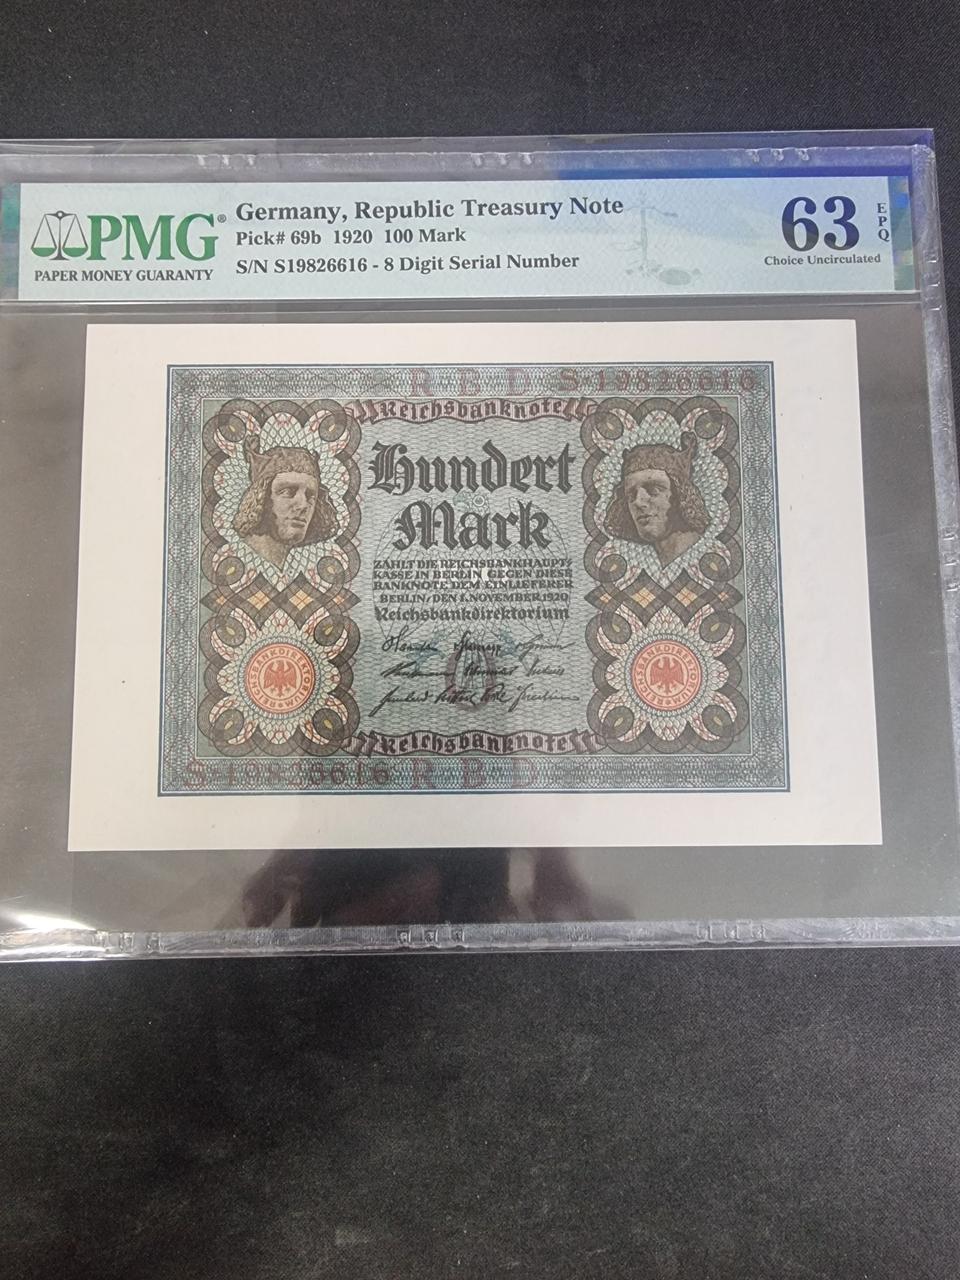 PMG®
PAPER MONEY GUARANTY
Germany, Republic Treasury Note
Pick# 69b 1920 100 Mark
S/N S19826616 - 8 Digit Serial Number
63
EPQ
Choice Uncirculated
R·B·D S·19826616
Reichsbanknote
Hundert
Mark
ZAHLT DIE REICHSBANKHAUPT=
KASSE IN BERLIN GEGEN DIESE
BANKNOTE DEM EINLIEFERER
BERLIN, DEN 1. NOVEMBER 1920
Reichsbankdirektorium
REICHSBANKDIREKTORIUM
REICHSBANKDIREKTORIUM
Reichsbanknote
S·19826616 R·B·D